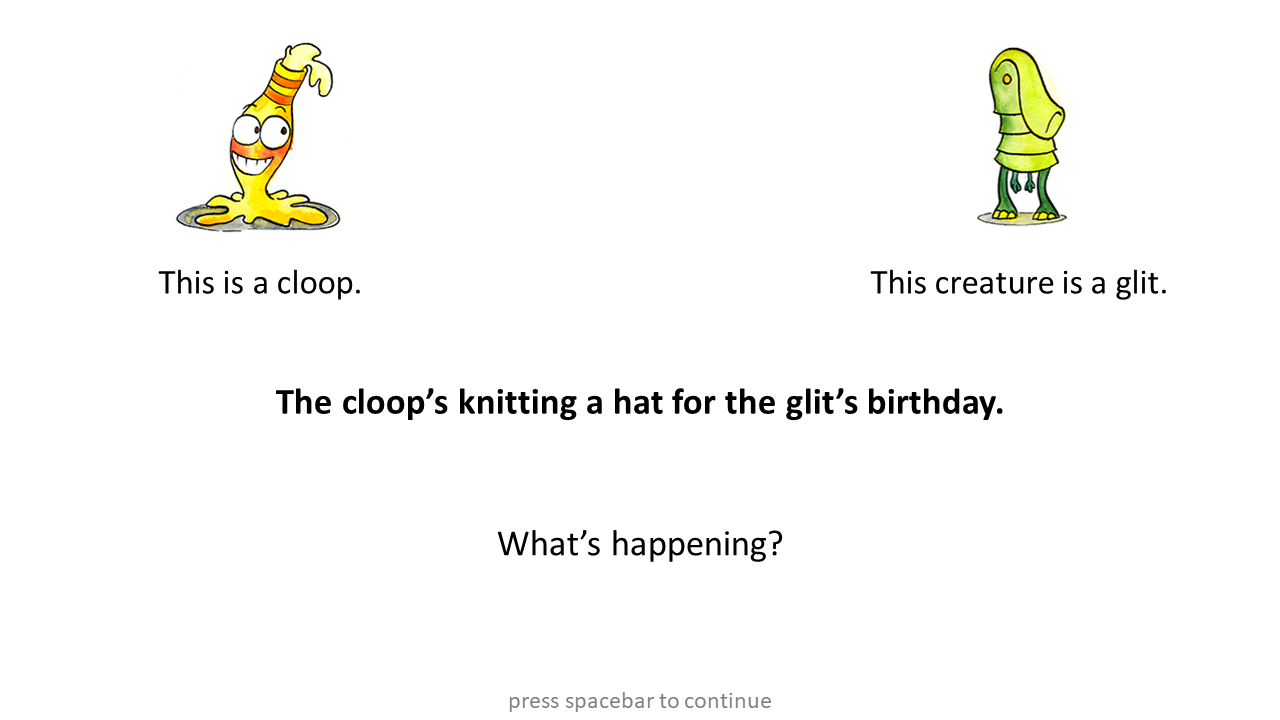 This is a cloop.
This creature is a glit.
The cloop’s knitting a hat for the glit’s birthday.
What’s happening?
press spacebar to continue